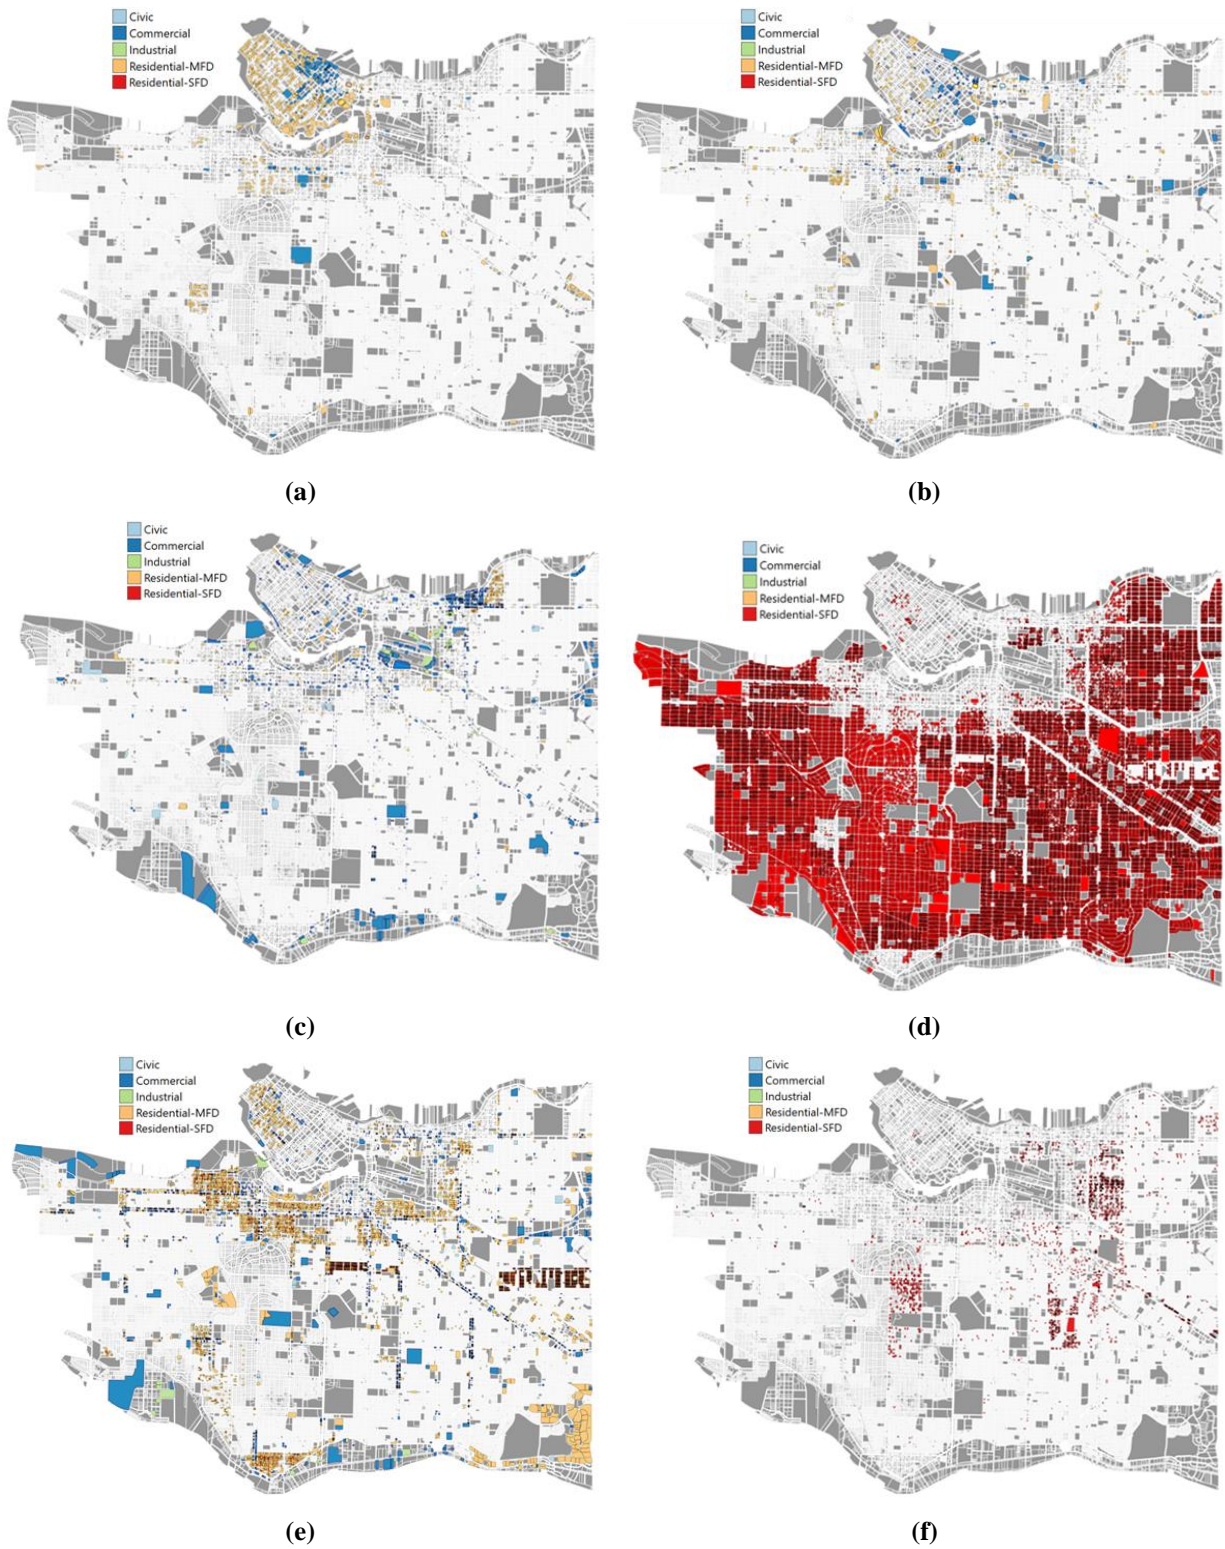 Civic
Commercial
Industrial
Residential-MFD
Residential-SFD
Civic
Commercial
Industrial
Residential-MFD
Residential-SFD
(a)
(b)
Civic
Commercial
Industrial
Residential-MFD
Residential-SFD
Civic
Commercial
Industrial
Residential-MFD
Residential-SFD
(c)
(d)
Civic
Commercial
Industrial
Residential-MFD
Residential-SFD
Civic
Commercial
Industrial
Residential-MFD
Residential-SFD
(e)
(f)